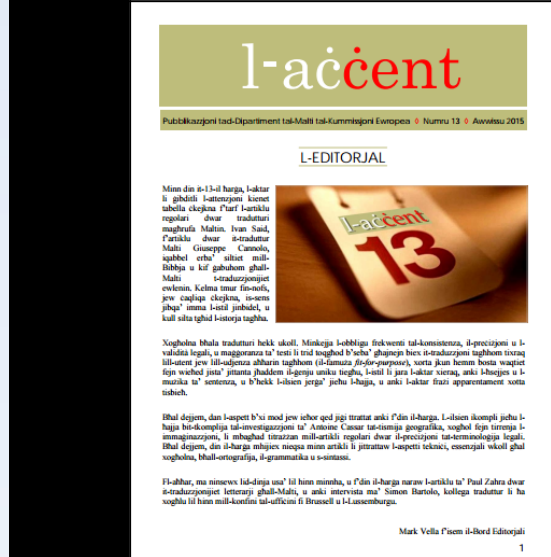 l-aċċent
Pubblikazzjoni tad-Dipartiment tal-Malti tal-Kummissjoni Ewropea ◊ Numru 13 ◊ Awwissu 2015
L-EDITORJAL
Minn din it-13-il ħarġa, l-aktar
li ġibditli l-attenzjoni kienet
tabella ċkejkna f'tarf l-artiklu
regolari dwar tradutturi
magħrufa Maltin. Ivan Said,
f'artiklu dwar it-traduttur
Malti Giuseppe Cannolo,
iqabbel erba' siltiet mill-
Bibbja u kif ġabuhom għall-
Malti t-traduzzjonijiet
ewlenin. Kelma tmur fin-nofs,
jew ċaqliqa ċkejkna, is-sens
jibqa' imma l-istil jinbidel, u
kull silta tgħid l-istorja tagħha.
l-aċċent
13
Xogħolna bħala tradutturi hekk ukoll. Minkejja l-obbligu frekwenti tal-konsistenza, il-preċiżjoni u l-
validità legali, u maġġoranza ta' testi li trid toqgħod b'seba' għajnejn biex it-traduzzjoni tagħhom tixraq
lill-utent jew lill-udjenza aħħarin tagħhom (il-famuża fit-for-purpose), xorta jkun hemm bosta waqtiet
fejn wieħed jista' jittanta jħaddem il-ġenju uniku tiegħu, l-istil li jara l-aktar xieraq, anki l-ħsejjes u l-
mużika ta' sentenza, u b'hekk l-ilsien jerġa' jieħu l-ħajja, u anki l-aktar frażi apparentament xotta
tisbieħ.
Bħal dejjem, dan l-aspett b'xi mod jew ieħor qed jiġi ttrattat anki f'din il-ħarġa. L-ilsien ikompli jieħu l-
ħajja bit-tkomplija tal-investigazzjoni ta' Antoine Cassar tat-tismija ġeografika, xogħol fejn tirrenja l-
immaġinazzjoni, li mbagħad titrażżan mill-artikli regolari dwar il-preċiżjoni tat-terminoloġija legali.
Bħal dejjem, din il-ħarġa mhijiex nieqsa minn artikli li jittrattaw l-aspetti tekniċi, essenzjali wkoll għal
xogħolna, bħall-ortografija, il-grammatika u s-sintassi.
Fl-aħħar, ma ninsewx lid-dinja usa' lil hinn minnha, u f'din il-ħarġa naraw l-artiklu ta' Paul Zahra dwar
it-traduzzjonijiet letterarji għall-Malti, u anki intervista ma' Simon Bartolo, kollega traduttur li ħa
xogħlu lil hinn mill-konfini tal-uffiċini fi Brussell u l-Lussemburgu.
Mark Vella f'isem il-Bord Editorjali
1